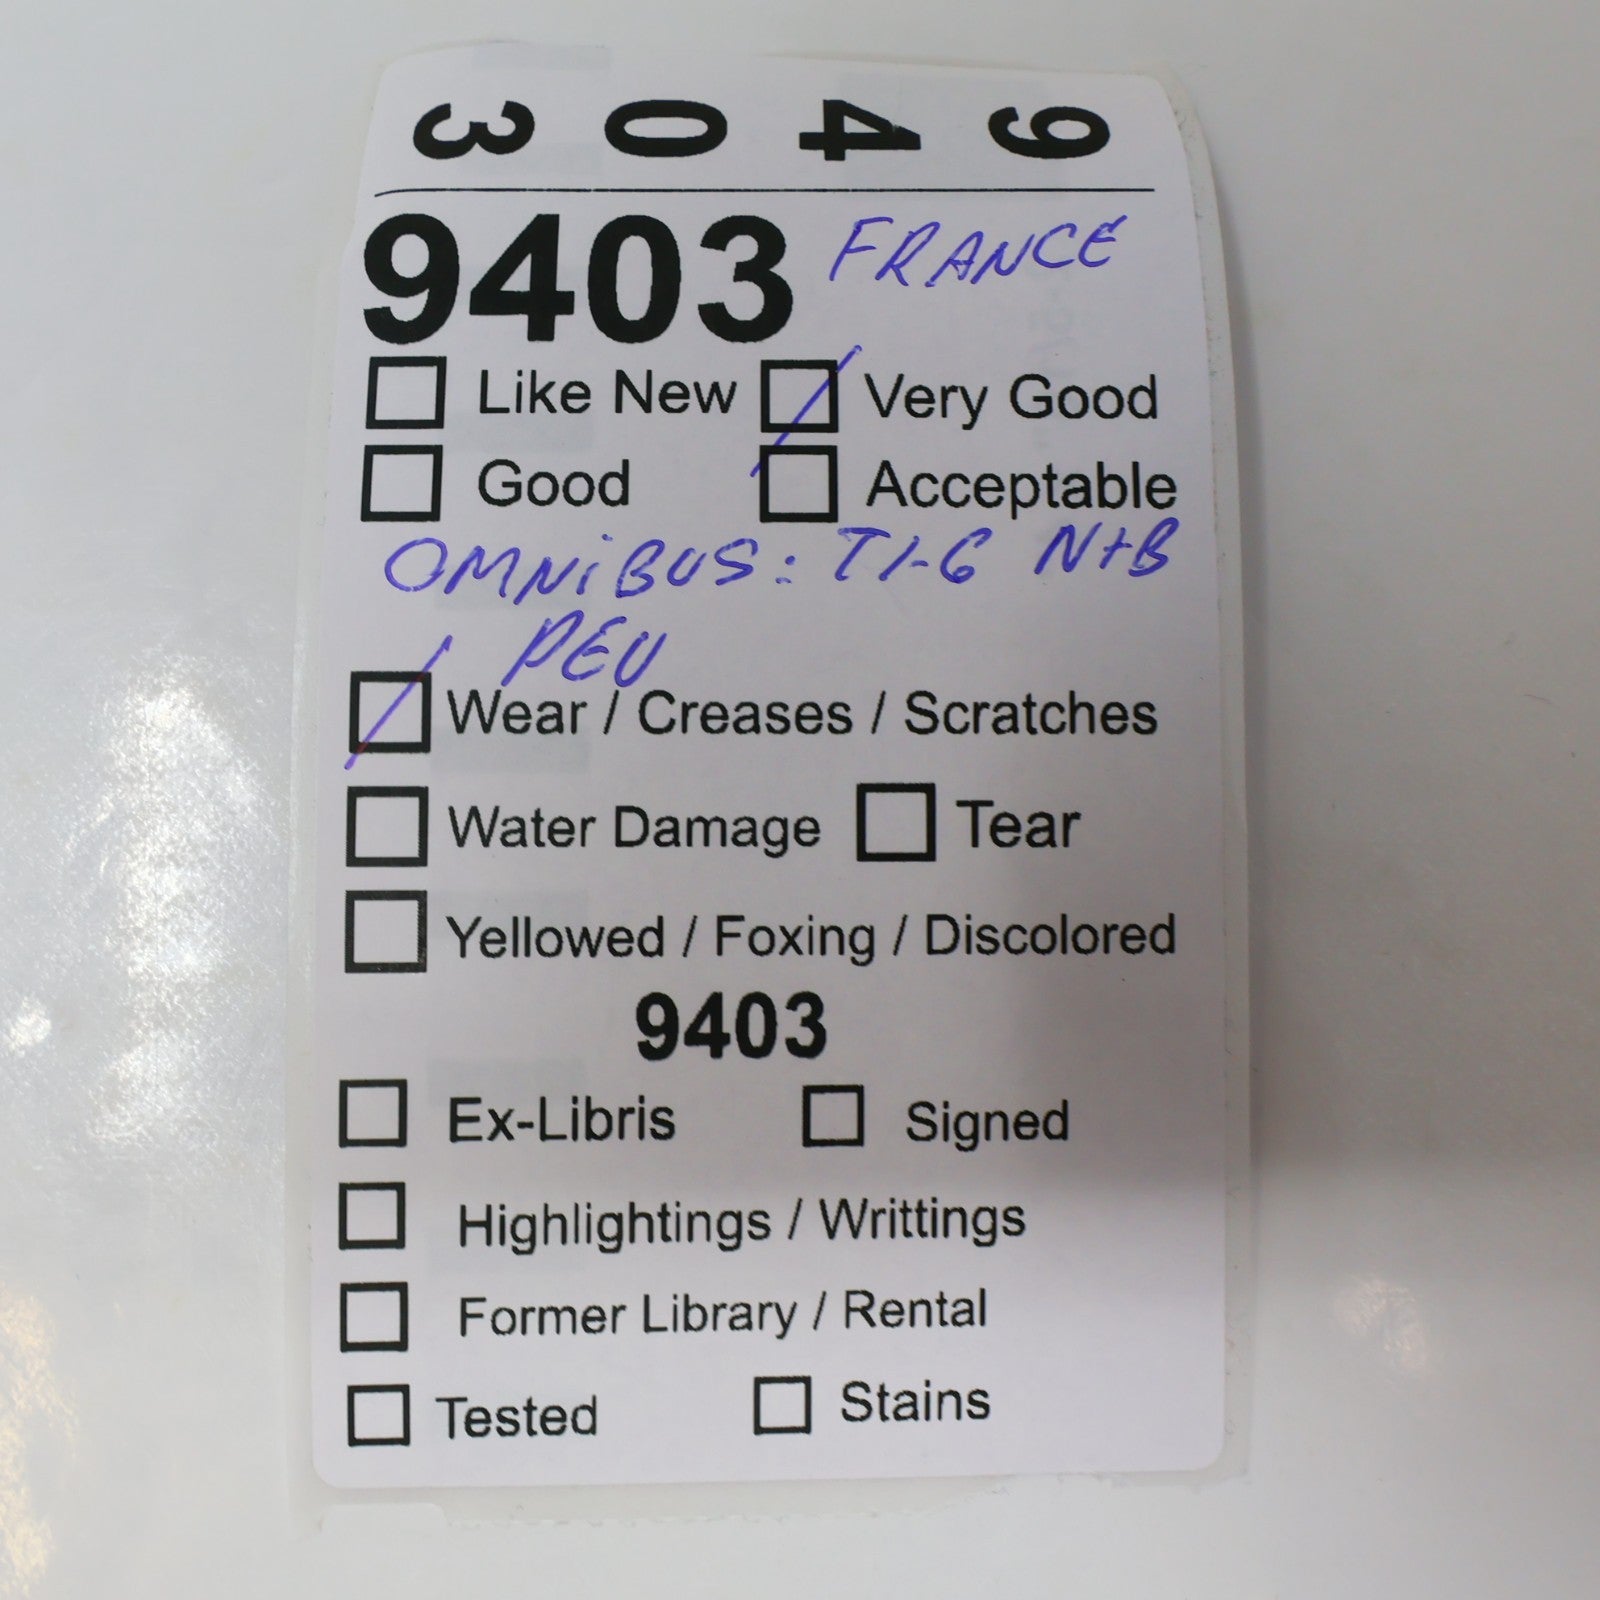 9403
9403 FRANCE
Like New Very Good
Good Acceptable
OMNiBUS: T1-6 N+B
PEU
Wear / Creases / Scratches
Water Damage Tear
Yellowed / Foxing / Discolored
9403
Ex-Libris Signed
Highlightings / Writtings
Former Library / Rental
Tested Stains